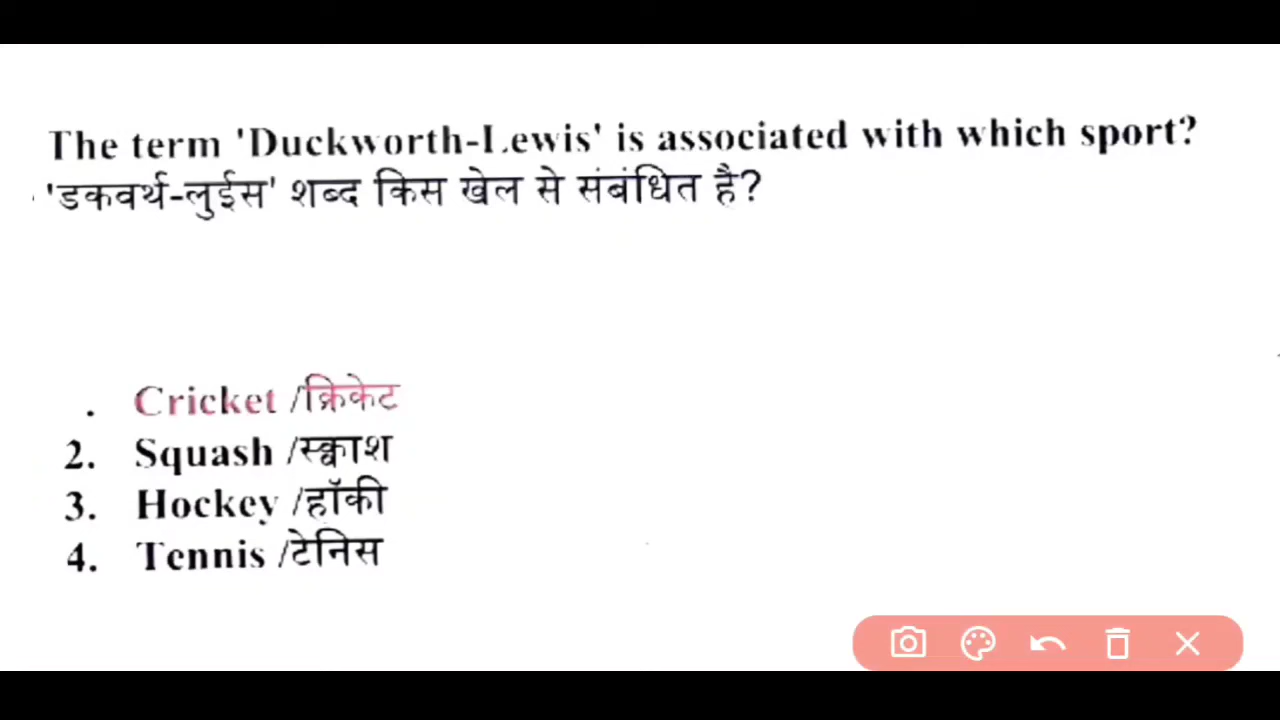 The term 'Duckworth-Lewis' is associated with which sport?
'डकवर्थ-लुईस' शब्द किस खेल से संबंधित है?
. Cricket /क्रिकेट
2. Squash /स्क्वाश
3. Hockey /हॉकी
4. Tennis /टेनिस